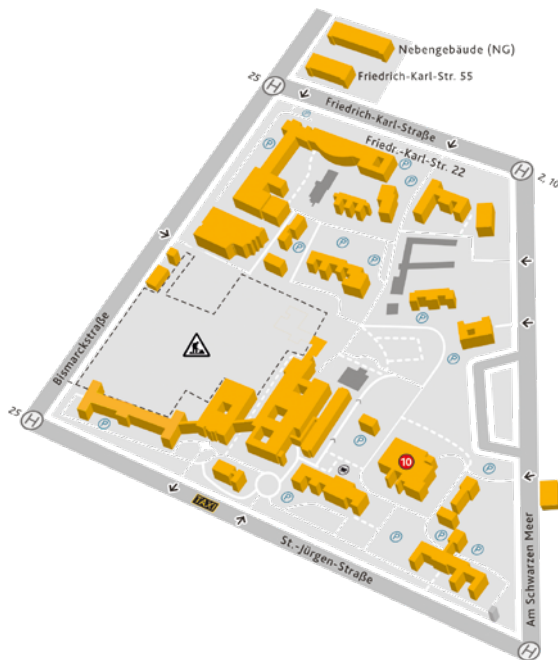 Nebengebäude (NG)
Friedrich-Karl-Str. 55
25
H
Friedrich-Karl-Straße
Friedr.-Karl-Str. 22
H
2, 10
P
P
P
P
P
P
P
P
P
Bismarckstraße
25
H
P
P
10
P
P
TAXI
P
P
P
St.-Jürgen-Straße
Am Schwarzen Meer
H